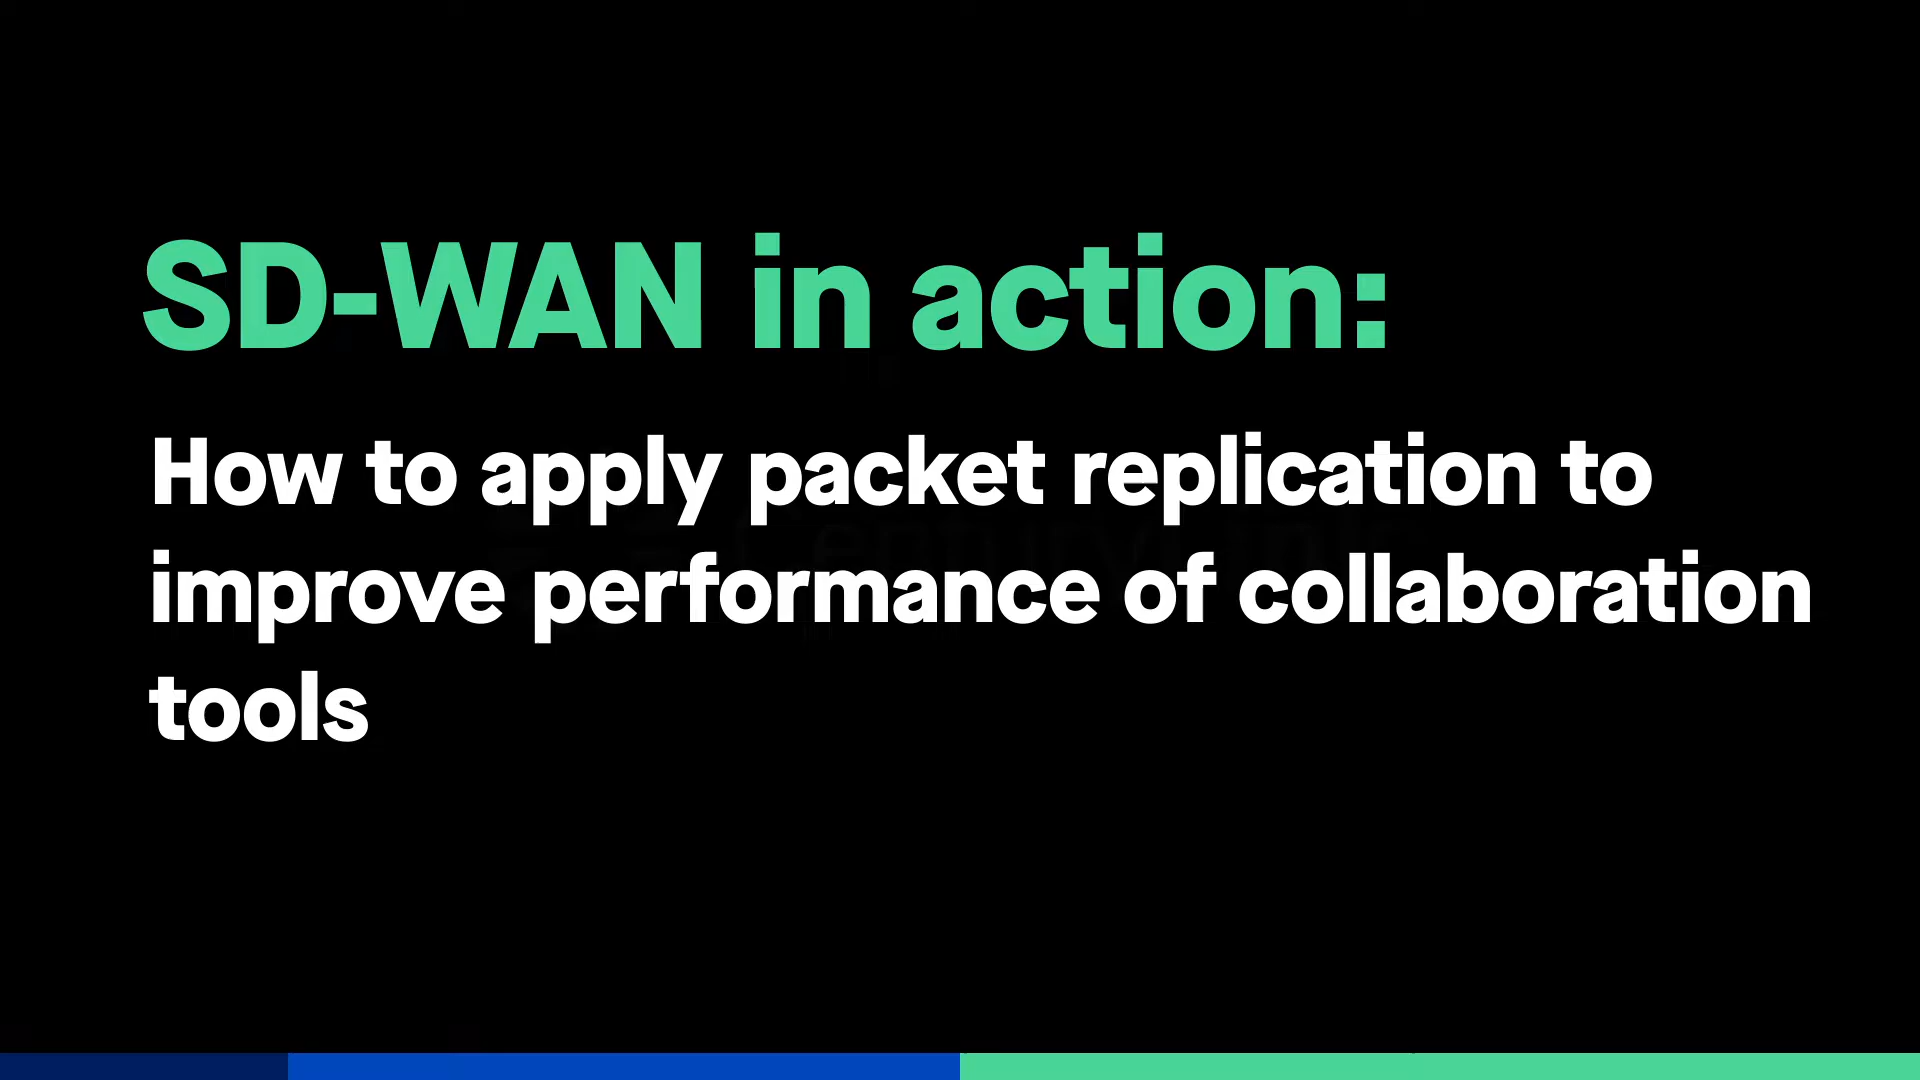 SD-WAN in action:
How to apply packet replication to
improve performance of collaboration
tools